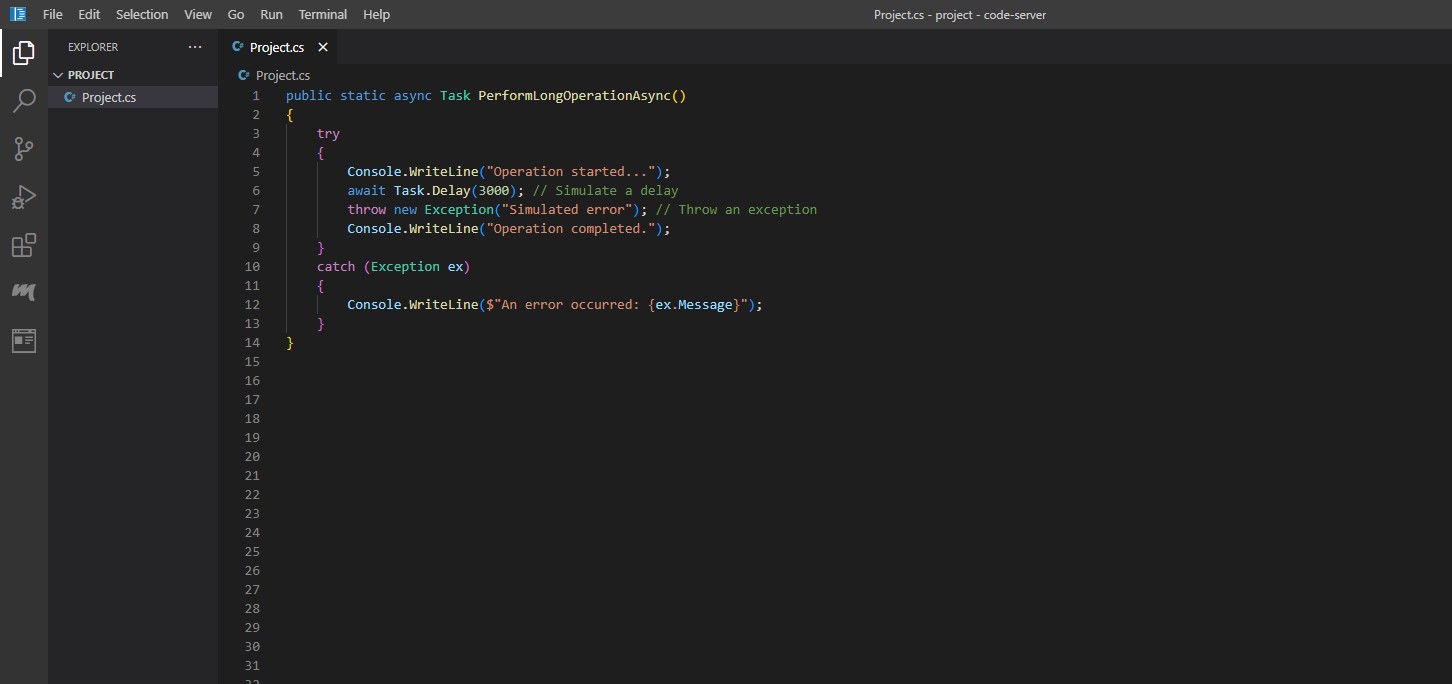 File Edit Selection View Go Run Terminal Help Project.cs - project - code-server
EXPLORER ···
PROJECT
C# Project.cs
C# Project.cs ×
C# Project.cs
1 public static async Task PerformLongOperationAsync()
2 {
3     try
4     {
5         Console.WriteLine("Operation started...");
6         await Task.Delay(3000); // Simulate a delay
7         throw new Exception("Simulated error"); // Throw an exception
8         Console.WriteLine("Operation completed.");
9     }
10     catch (Exception ex)
11     {
12         Console.WriteLine($"An error occurred: {ex.Message}");
13     }
14 }
15
16
17
18
19
20
21
22
23
24
25
26
27
28
29
30
31
32